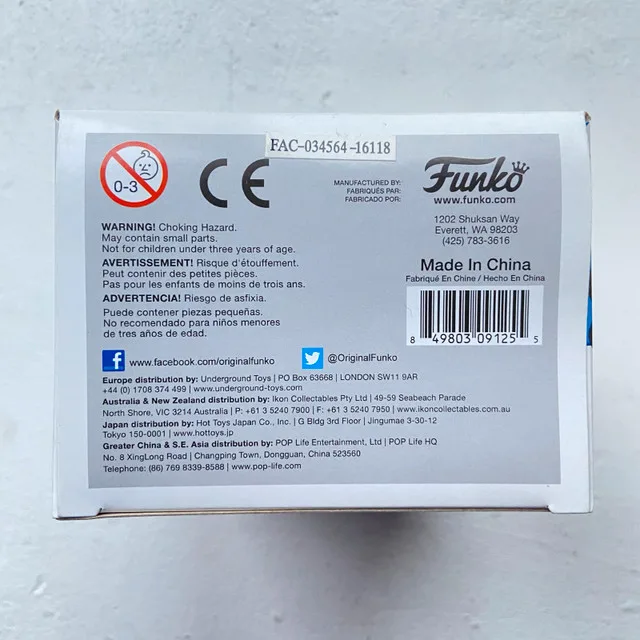 FAC-034564-16118
0-3
CE
MANUFACTURED BY:
FABRIQUÉ PAR:
FABRICADO POR:
Funko
www.funko.com
1202 Shuksan Way
Everett, WA 98203
(425) 783-3616
WARNING! Choking Hazard.
May contain small parts.
Not for children under three years of age.
AVERTISSEMENT! Risque d'étouffement.
Peut contenir des petites pièces.
Pas pour les enfants de moins de trois ans.
ADVERTENCIA! Riesgo de asfixia.
Puede contener piezas pequeñas.
No recomendado para niños menores
de tres años de edad.
Made In China
Fabriqué En Chine / Hecho En China
8 49803 09125 5
www.facebook.com/originalFunko
@OriginalFunko
Europe distribution by: Underground Toys | PO Box 63668 | LONDON SW11 9AR
+44 (0) 1708 374 499 | www.underground-toys.com
Australia & New Zealand distribution by: Ikon Collectables Pty Ltd | 49-59 Seabeach Parade
North Shore, VIC 3214 Australia | P: +61 3 5240 7900 | F: +61 3 5240 7950 | www.ikoncollectables.com.au
Japan distribution by: Hot Toys Japan Co., Inc. | G Bldg 3rd Floor | Jingumae 3-30-12
Tokyo 150-0001 | www.hottoys.jp
Greater China & S.E. Asia distribution by: POP Life Entertainment, Ltd | POP Life HQ
No. 8 XingLong Road | Changping Town, Dongguan, China 523560
Telephone: (86) 769 8339-8588 | www.pop-life.com